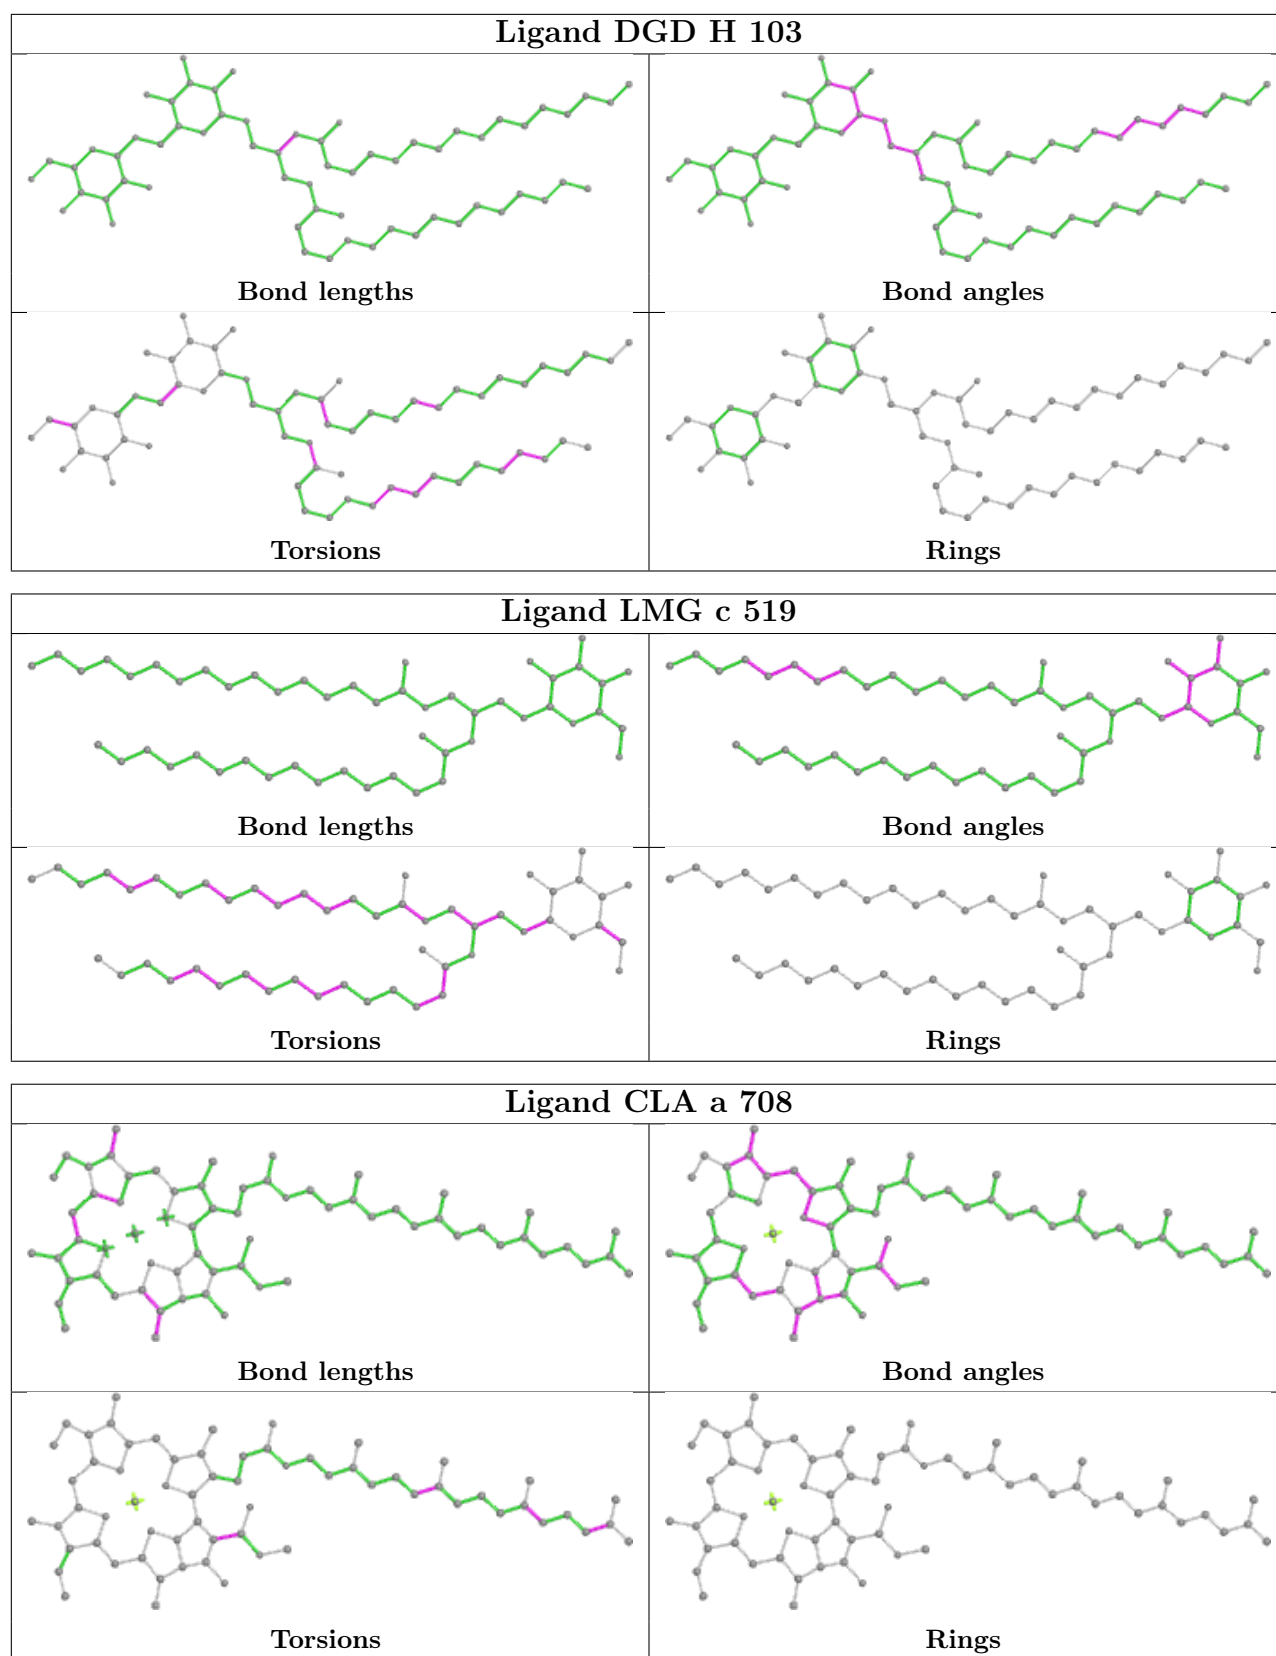 Ligand DGD H 103
Bond lengths
Bond angles
Torsions
Rings
Ligand LMG c 519
Bond lengths
Bond angles
Torsions
Rings
Ligand CLA a 708
Bond lengths
Bond angles
Torsions
Rings